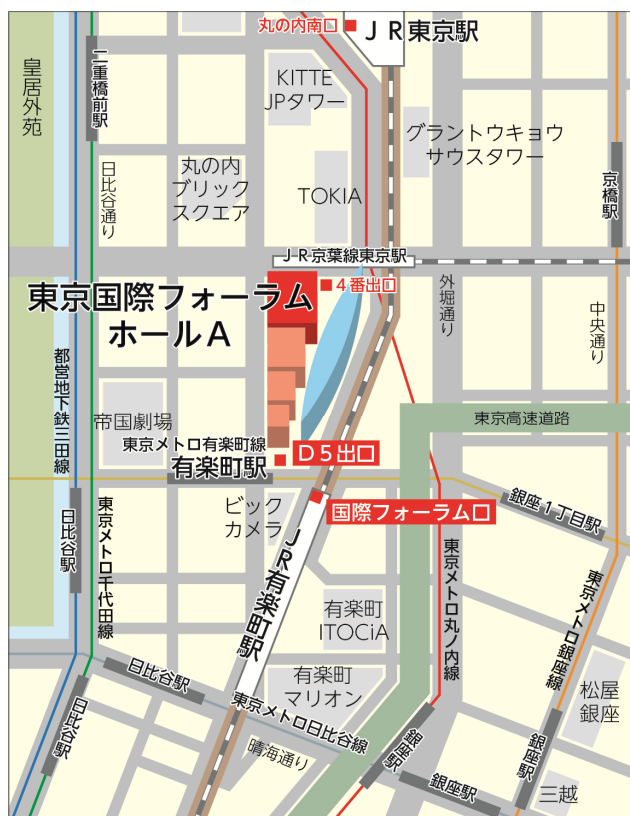 丸の内南口
ＪＲ東京駅
皇居外苑
二重橋前駅
KITTE
JPタワー
グラントウキョウ
サウスタワー
日比谷通り
丸の内
ブリック
スクエア
TOKIA
京橋駅
ＪＲ京葉線東京駅
４番出口
東京国際フォーラム
ホールＡ
外堀通り
中央通り
都営地下鉄三田線
帝国劇場
東京高速道路
東京メトロ有楽町線
有楽町駅
Ｄ５出口
ビック
カメラ
国際フォーラム口
銀座１丁目駅
日比谷駅
東京メトロ千代田線
ＪＲ有楽町駅
東京メトロ丸ノ内線
東京メトロ銀座線
有楽町
ITOCiA
有楽町
マリオン
日比谷駅
東京メトロ日比谷線
松屋
銀座
日比谷駅
晴海通り
銀座駅
銀座駅
銀座駅
三越